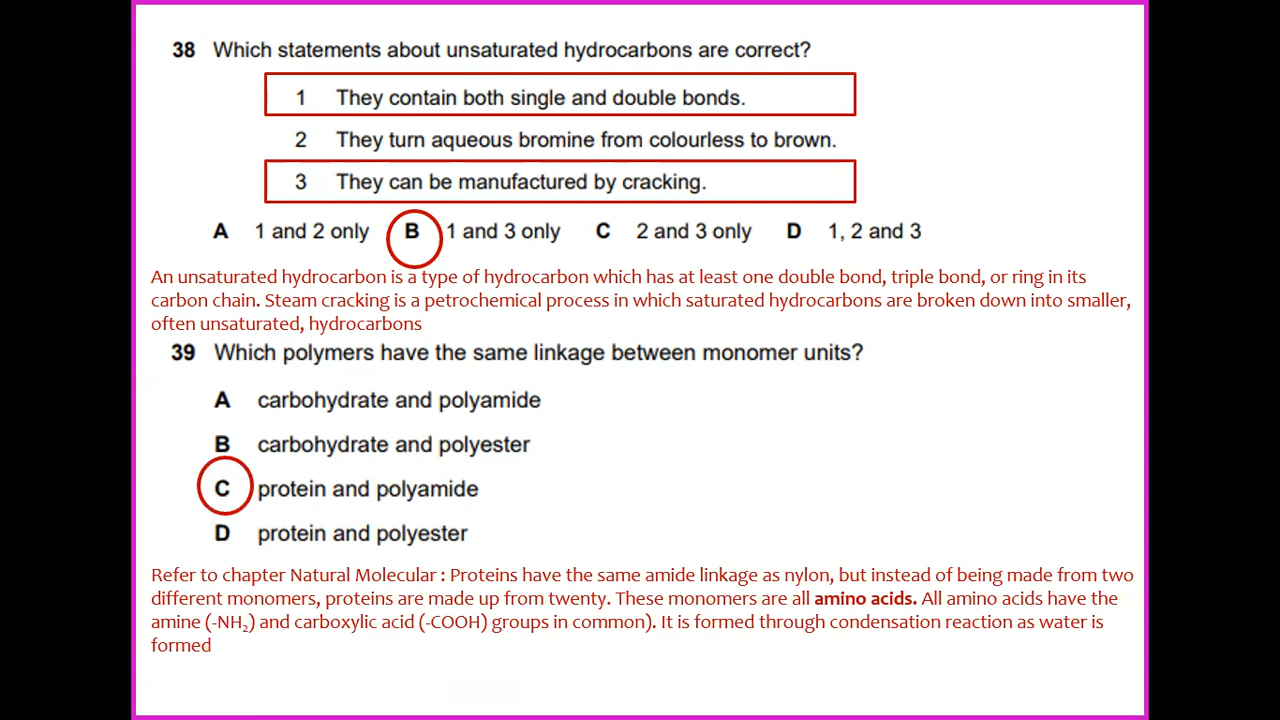 38 Which statements about unsaturated hydrocarbons are correct?
1 They contain both single and double bonds.
2 They turn aqueous bromine from colourless to brown.
3 They can be manufactured by cracking.
A 1 and 2 only B 1 and 3 only C 2 and 3 only D 1, 2 and 3
An unsaturated hydrocarbon is a type of hydrocarbon which has at least one double bond, triple bond, or ring in its
carbon chain. Steam cracking is a petrochemical process in which saturated hydrocarbons are broken down into smaller,
often unsaturated, hydrocarbons
39 Which polymers have the same linkage between monomer units?
A carbohydrate and polyamide
B carbohydrate and polyester
C protein and polyamide
D protein and polyester
Refer to chapter Natural Molecular : Proteins have the same amide linkage as nylon, but instead of being made from two
different monomers, proteins are made up from twenty. These monomers are all amino acids. All amino acids have the
amine (-NH₂) and carboxylic acid (-COOH) groups in common). It is formed through condensation reaction as water is
formed